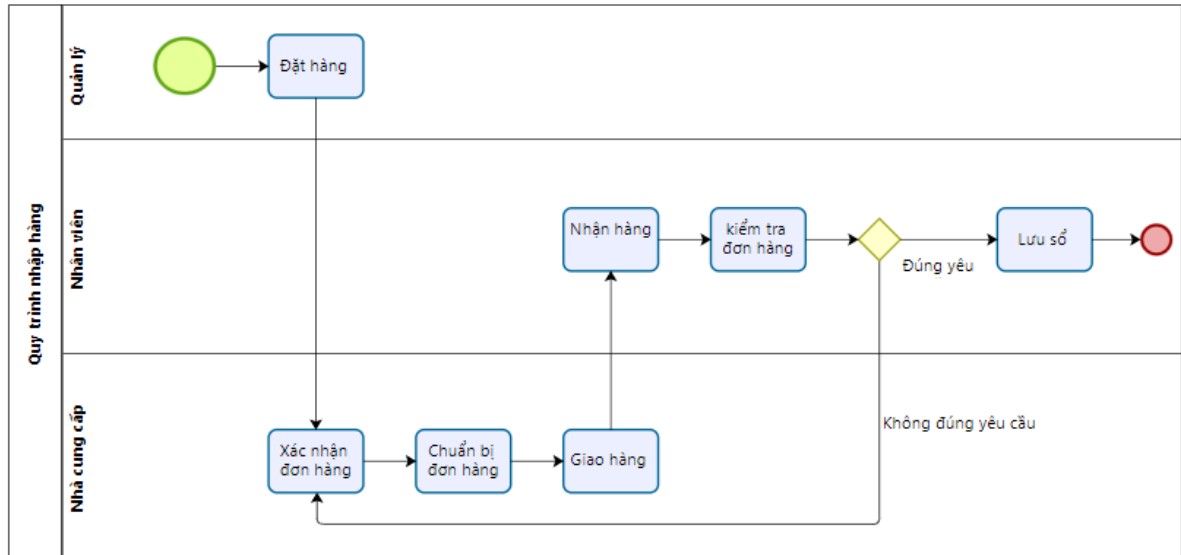 Quy trình nhập hàng
Quản lý
Đặt hàng
Nhân viên
Nhận hàng
kiểm tra
đơn hàng
Đúng yêu
Lưu sổ
Nhà cung cấp
Xác nhận
đơn hàng
Chuẩn bị
đơn hàng
Giao hàng
Không đúng yêu cầu